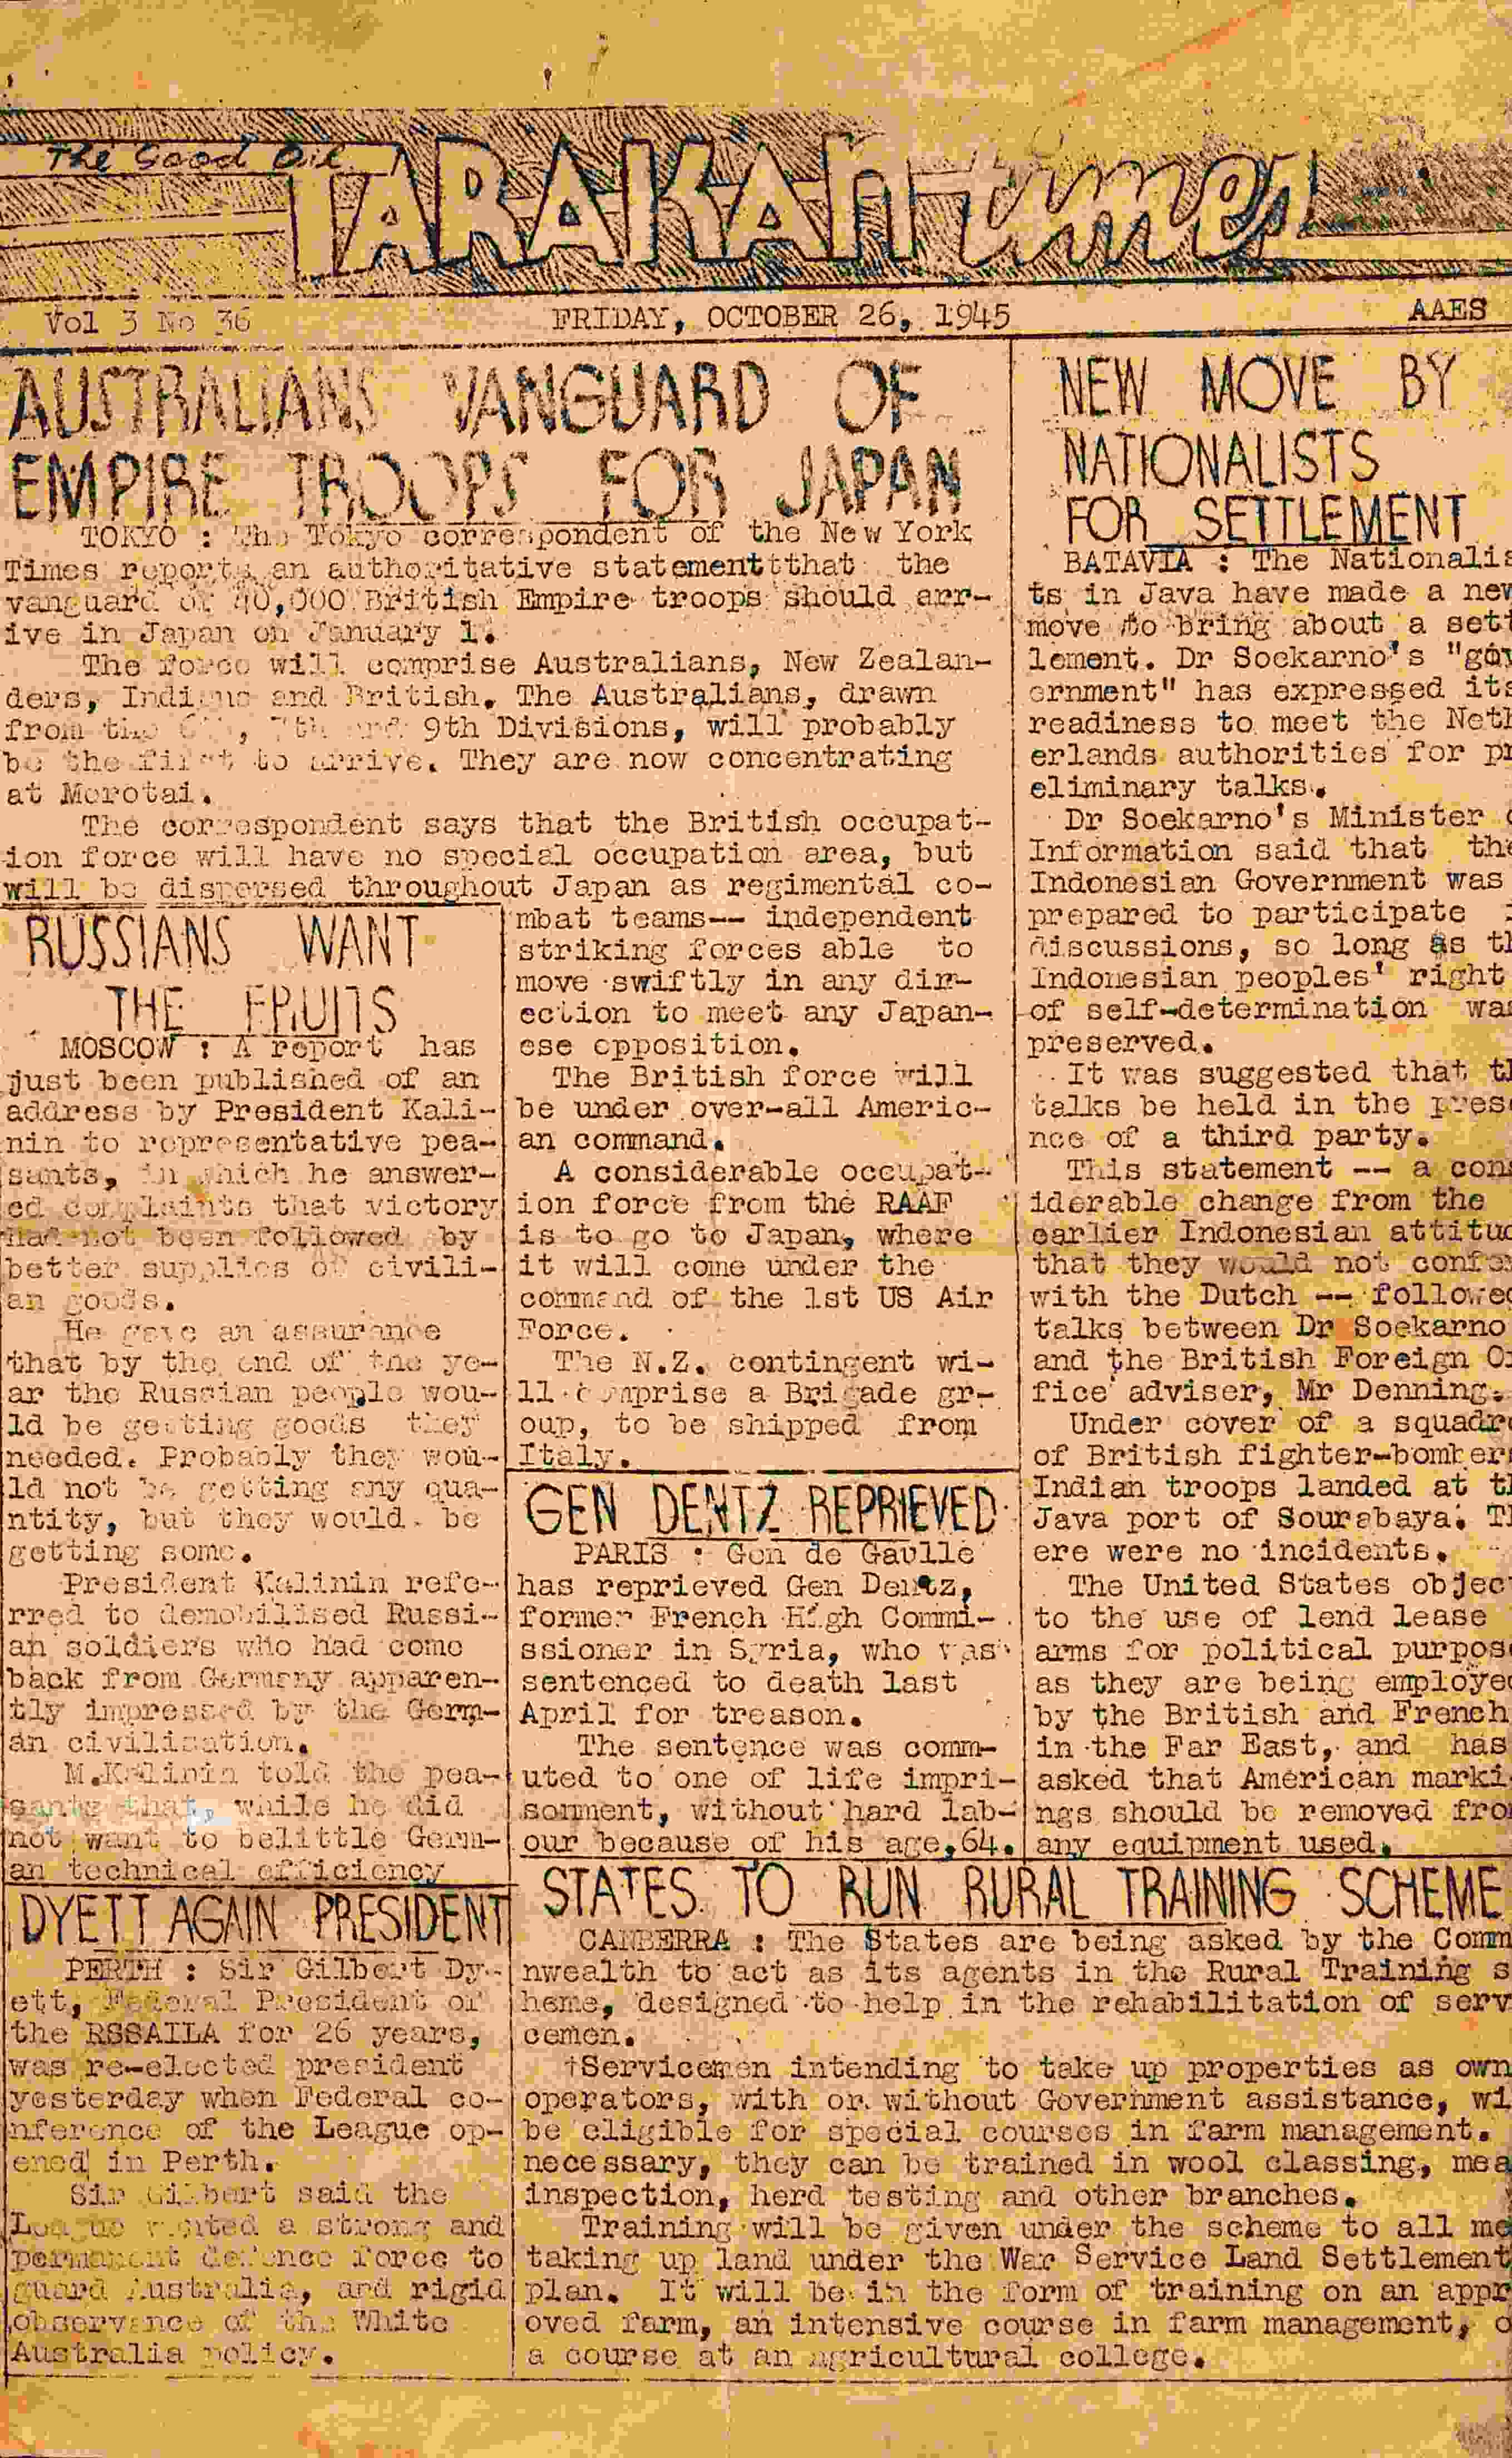 The Good Oil
TARAKAN times
Vol 3 No 36
FRIDAY, OCTOBER 26, 1945
AAES
AUSTRALIANS VANGUARD OF
EMPIRE TROOPS FOR JAPAN
TOKYO : The Tokyo correspondent of the New York
Times reports an authoritative statementtthat the
vanguard of 40,000 British Empire troops should arr-
ive in Japan on January 1.
The force will comprise Australians, New Zealan-
ders, Indians and British. The Australians, drawn
from the 6th, 7th and 9th Divisions, will probably
be the first to arrive. They are now concentrating
at Morotai.
The correspondent says that the British occupat-
ion force will have no special occupation area, but
will be dispersed throughout Japan as regimental co-
mbat teams-- independent
striking forces able to
move swiftly in any dir-
ection to meet any Japan-
ese opposition.
The British force will
be under over-all Americ-
an command.
A considerable occupat-
ion force from the RAAF
is to go to Japan, where
it will come under the
command of the 1st US Air
Force.
The N.Z. contingent wi-
ll comprise a Brigade gr-
oup, to be shipped from
Italy.
RUSSIANS WANT
THE FRUITS
MOSCOW : A report has
just been published of an
address by President Kali-
nin to representative pea-
sants, in which he answer-
ed complaints that victory
had not been followed by
better supplies of civili-
an goods.
He gave an assurance
that by the end of the ye-
ar the Russian people wou-
ld be getting goods they
needed. Probably they wou-
ld not be getting any qua-
ntity, but they would be
getting some.
President Kalinin refe-
rred to demobilised Russi-
an soldiers who had come
back from Germany apparen-
tly impressed by the Germ-
an civilisation.
M.Kalinin told the pea-
sants that, while he did
not want to belittle Germ-
an technical efficiency
DYETT AGAIN PRESIDENT
PERTH : Sir Gilbert Dy-
ett, Federal President of
the RSSAILA for 26 years,
was re-elected president
yesterday when Federal co-
nference of the League op-
ened in Perth.
Sir Gilbert said the
League wanted a strong and
permanent defence force to
guard Australia, and rigid
observance of the White
Australia policy.
GEN DENTZ REPRIEVED
PARIS : Gen de Gaulle
has reprieved Gen Dentz,
former French High Commi-
ssioner in Syria, who was
sentenced to death last
April for treason.
The sentence was comm-
uted to one of life impri-
sonment, without hard lab-
our because of his age,64.
NEW MOVE BY
NATIONALISTS
FOR SETTLEMENT
BATAVIA : The Nationalis
ts in Java have made a new
move to bring about a sett
lement. Dr Soekarno's "gov
ernment" has expressed its
readiness to meet the Neth
erlands authorities for pr
eliminary talks.
Dr Soekarno's Minister
Information said that the
Indonesian Government was
prepared to participate
discussions, so long as th
Indonesian peoples' right
of self-determination was
preserved.
It was suggested that th
talks be held in the prese
nce of a third party.
This statement -- a cons
iderable change from the
earlier Indonesian attitud
that they would not confer
with the Dutch -- followed
talks between Dr Soekarno
and the British Foreign Of
fice adviser, Mr Denning.
Under cover of a squadro
of British fighter-bombers
Indian troops landed at th
Java port of Sourabaya. Th
ere were no incidents.
The United States objec
to the use of lend lease
arms for political purpose
as they are being employed
by the British and French
in the Far East, and has
asked that American marki
ngs should be removed from
any equipment used.
STATES TO RUN RURAL TRAINING SCHEME
CANBERRA : The States are being asked by the Comm
nwealth to act as its agents in the Rural Training s
heme, designed to help in the rehabilitation of serv
cemen.
Servicemen intending to take up properties as own
operators, with or without Government assistance, wi
be eligible for special courses in farm management.
necessary, they can be trained in wool classing, mea
inspection, herd testing and other branches.
Training will be given under the scheme to all me
taking up land under the War Service Land Settlement
plan. It will be in the form of training on an appr
oved farm, an intensive course in farm management, o
a course at an agricultural college.